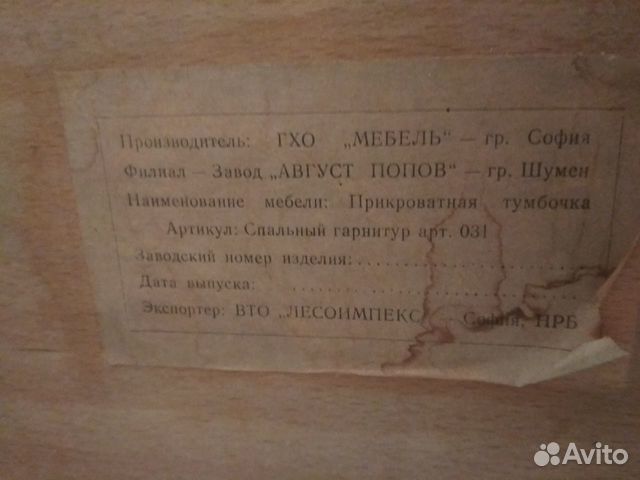 Производитель: ГХО „МЕБЕЛЬ“ — гр. София
Филиал — Завод „АВГУСТ ПОПОВ“ — гр. Шумен
Наименование мебели: Прикроватная тумбочка
Артикул: Спальный гарнитур арт. 031
Заводский номер изделия: . . . . . . . . . . . . . . . . . . . .
Дата выпуска: . . . . . . . . . . . . . . . . . . . . . . . . .
Экспортер: ВТО „ЛЕСОИМПЕКС — София, НРБ
Avito